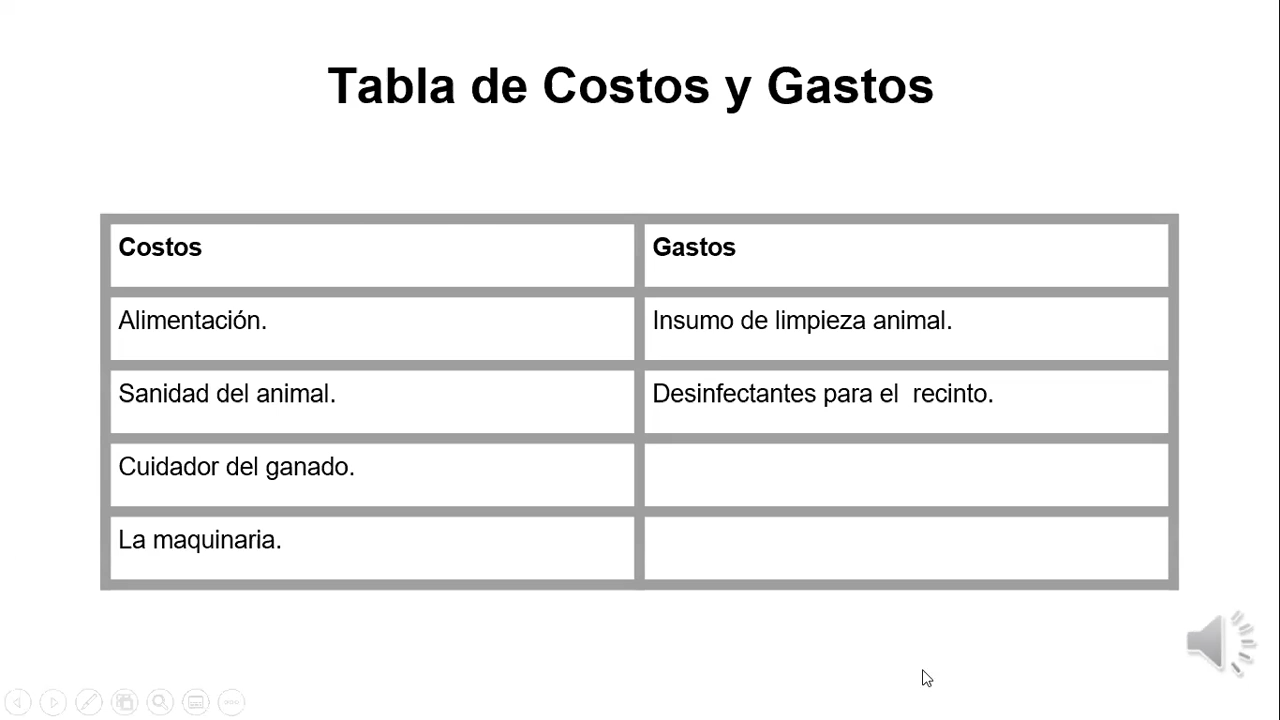 Tabla de Costos y Gastos
Costos
Gastos
Alimentación.
Insumo de limpieza animal.
Sanidad del animal.
Desinfectantes para el  recinto.
Cuidador del ganado.
La maquinaria.